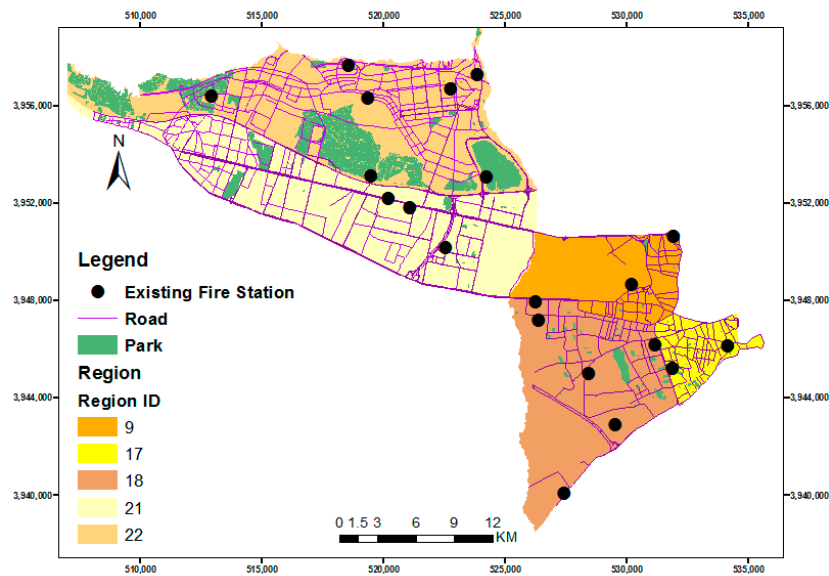 510,000 515,000 520,000 525,000 530,000 535,000
3,956,000 3,956,000
N
3,952,000 3,952,000
Legend
Existing Fire Station
Road
Park
Region
Region ID
9
17
18
21
22
3,948,000 3,948,000
3,944,000 3,944,000
3,940,000 3,940,000
0 1.5 3 6 9 12
KM
510,000 515,000 520,000 525,000 530,000 535,000